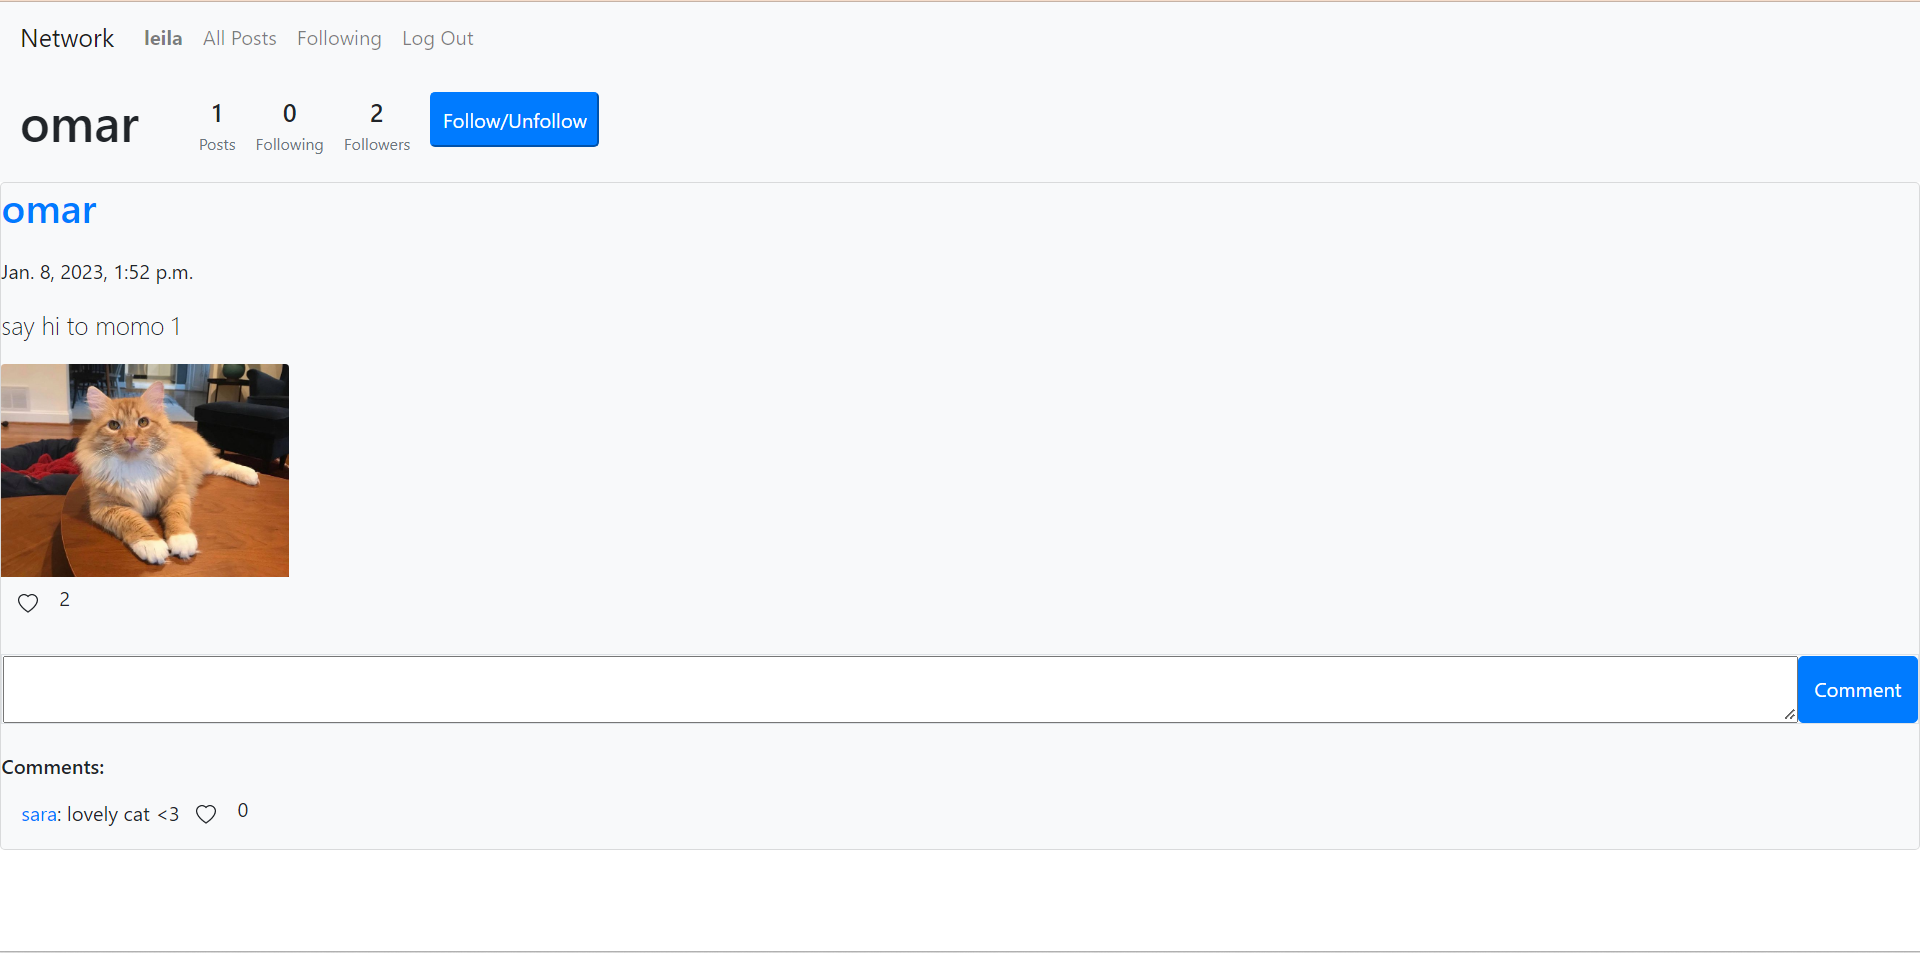 Network leila All Posts Following Log Out
omar
1 0 2
Posts Following Followers
Follow/Unfollow
omar
Jan. 8, 2023, 1:52 p.m.
say hi to momo 1
2
Comment
Comments:
sara: lovely cat <3 0